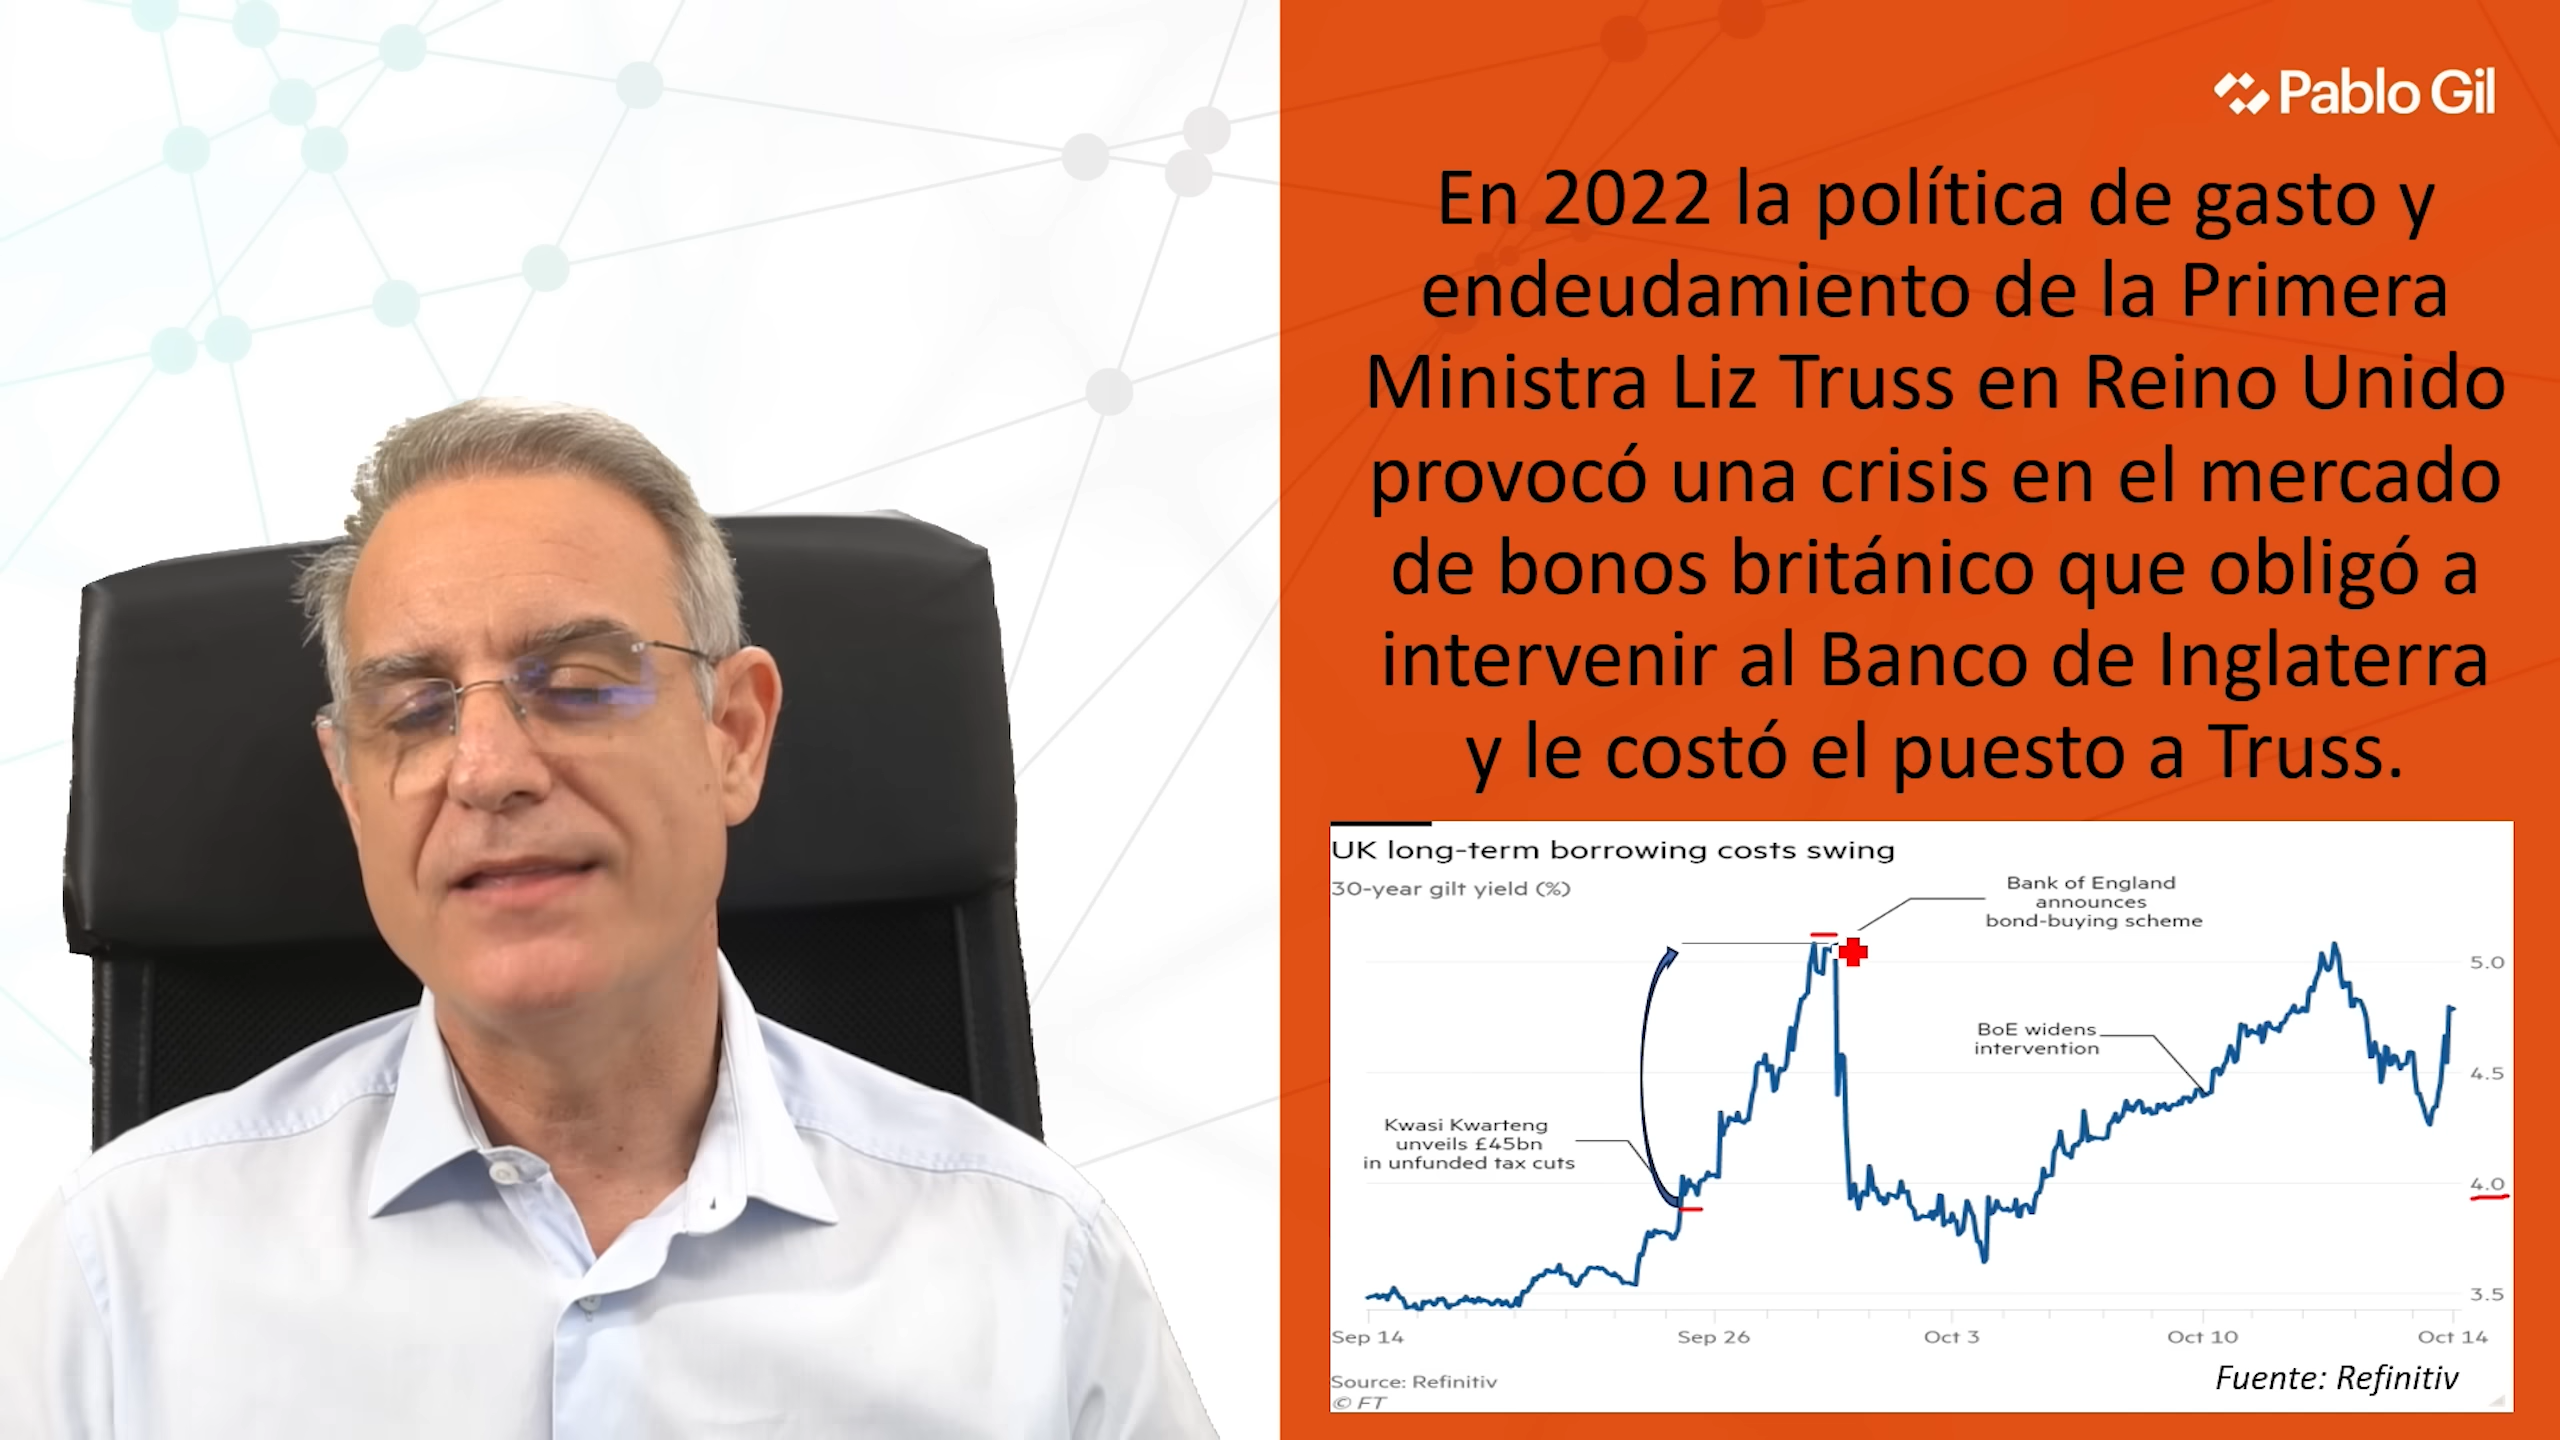 Pablo Gil
En 2022 la política de gasto y
endeudamiento de la Primera
Ministra Liz Truss en Reino Unido
provocó una crisis en el mercado
de bonos británico que obligó a
intervenir al Banco de Inglaterra
y le costó el puesto a Truss.
UK long-term borrowing costs swing
30-year gilt yield (%)
Bank of England
announces
bond-buying scheme
5.0
BoE widens
intervention
4.5
Kwasi Kwarteng
unveils £45bn
in unfunded tax cuts
4.0
3.5
Sep 14
Sep 26
Oct 3
Oct 10
Oct 14
Source: Refinitiv
© FT
Fuente: Refinitiv